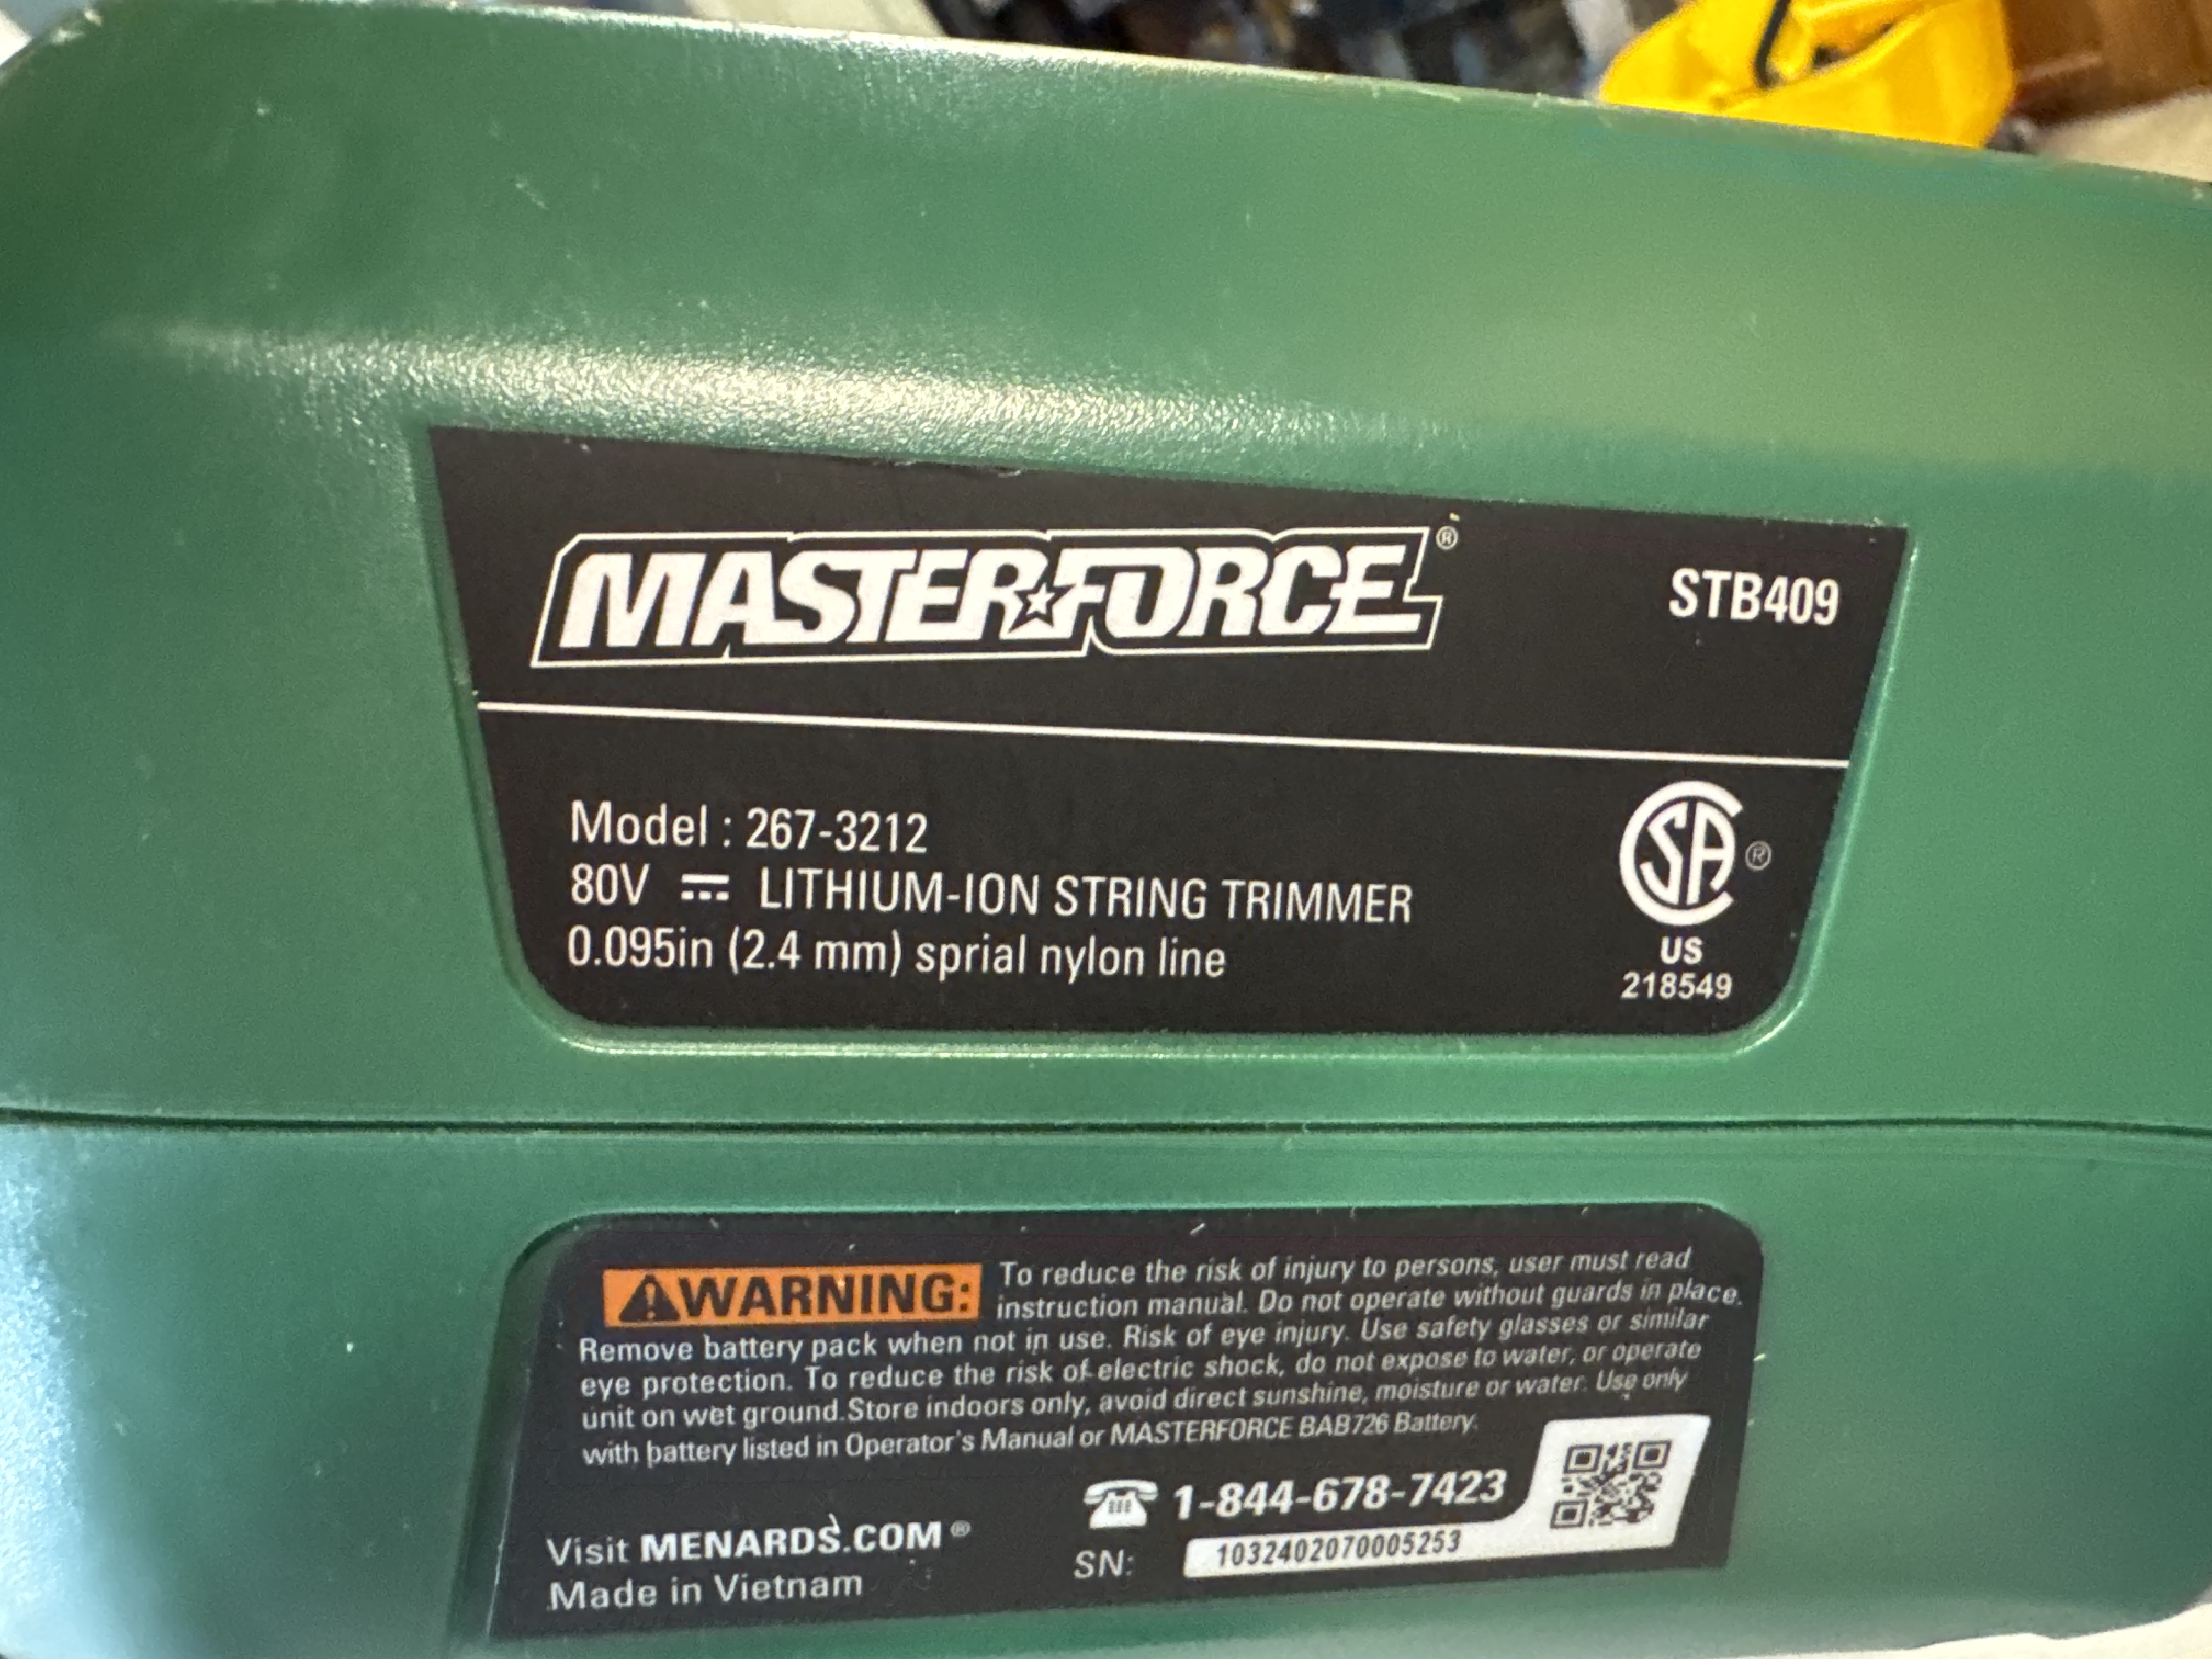 MASTERFORCE®
STB409
Model : 267-3212
80V ⎓ LITHIUM-ION STRING TRIMMER
0.095in (2.4 mm) sprial nylon line
CSA®
US
218549
WARNING: To reduce the risk of injury to persons, user must read
instruction manual. Do not operate without guards in place.
Remove battery pack when not in use. Risk of eye injury. Use safety glasses or similar
eye protection. To reduce the risk of electric shock, do not expose to water, or operate
unit on wet ground.Store indoors only, avoid direct sunshine, moisture or water. Use only
with battery listed in Operator's Manual or MASTERFORCE BAB726 Battery.
1-844-678-7423
Visit MENARDS.COM®
SN: 1032402070005253
Made in Vietnam